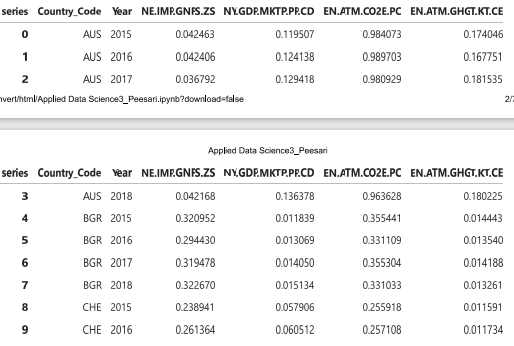 series Country_Code Year NE.IMP.GNFS.ZS NY.GDP.MKTP.PP.CD EN.ATM.CO2E.PC EN.ATM.GHGT.KT.CE
0 AUS 2015 0.042463 0.119507 0.984073 0.174046
1 AUS 2016 0.042406 0.124138 0.989703 0.167751
2 AUS 2017 0.036792 0.129418 0.980929 0.181535
nvert/html/Applied Data Science3_Peesari.ipynb?download=false 2/7
Applied Data Science3_Peesari
series Country_Code Year NE.IMP.GNFS.ZS NY.GDP.MKTP.PP.CD EN.ATM.CO2E.PC EN.ATM.GHGT.KT.CE
3 AUS 2018 0.042168 0.136378 0.963628 0.180225
4 BGR 2015 0.320952 0.011839 0.355441 0.014443
5 BGR 2016 0.294430 0.013069 0.331109 0.013540
6 BGR 2017 0.319478 0.014050 0.355304 0.014188
7 BGR 2018 0.322670 0.015134 0.331033 0.013261
8 CHE 2015 0.238941 0.057906 0.255918 0.011591
9 CHE 2016 0.261364 0.060512 0.257108 0.011734